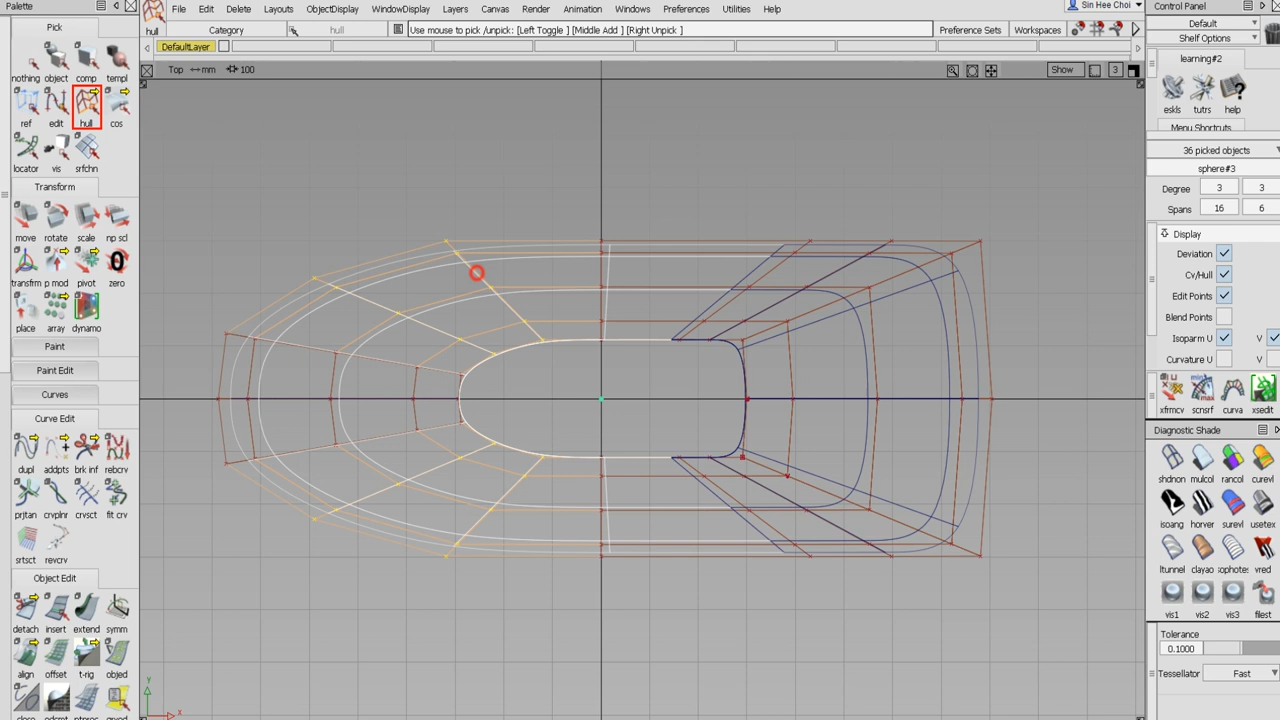 Palette
Control Panel
File Edit Delete Layouts ObjectDisplay WindowDisplay Layers Canvas Render Animation Windows Preferences Utilities Help
Sin Hee Choi
Default
Shelf Options
hull Category hull Use mouse to pick /unpick: [Left Toggle ] [Middle Add ] [Right Unpick ] Preference Sets Workspaces
DefaultLayer
Top mm 100 Show 3
Pick
nothing object comp templ
ref edit hull cos
locator vis srfchn
Transform
move rotate scale np scl
transfrm p mod pivot zero
place array dynamo
Paint
Paint Edit
Curves
Curve Edit
dupl addpts brk inf rebcrv
prjtan crvplnr crvsct fit crv
srtsct revcrv
Object Edit
detach insert extend symm
align offset t-rig objed
learning#2
eskls tutrs help
Menu Shortcuts
36 picked objects
sphere#3
Degree 3 3
Spans 16 6
Display
Deviation
Cv/Hull
Edit Points
Blend Points
Isoparm U V
Curvature U V
xfrmcv scnsrf curva xsedit
Diagnostic Shade
shdnon mulcol rancol curevl
isoang horver surevl usetex
ltunnel clayao sophotes vred
vis1 vis2 vis3 filest
Tolerance
0.1000
Tessellator Fast
y
x